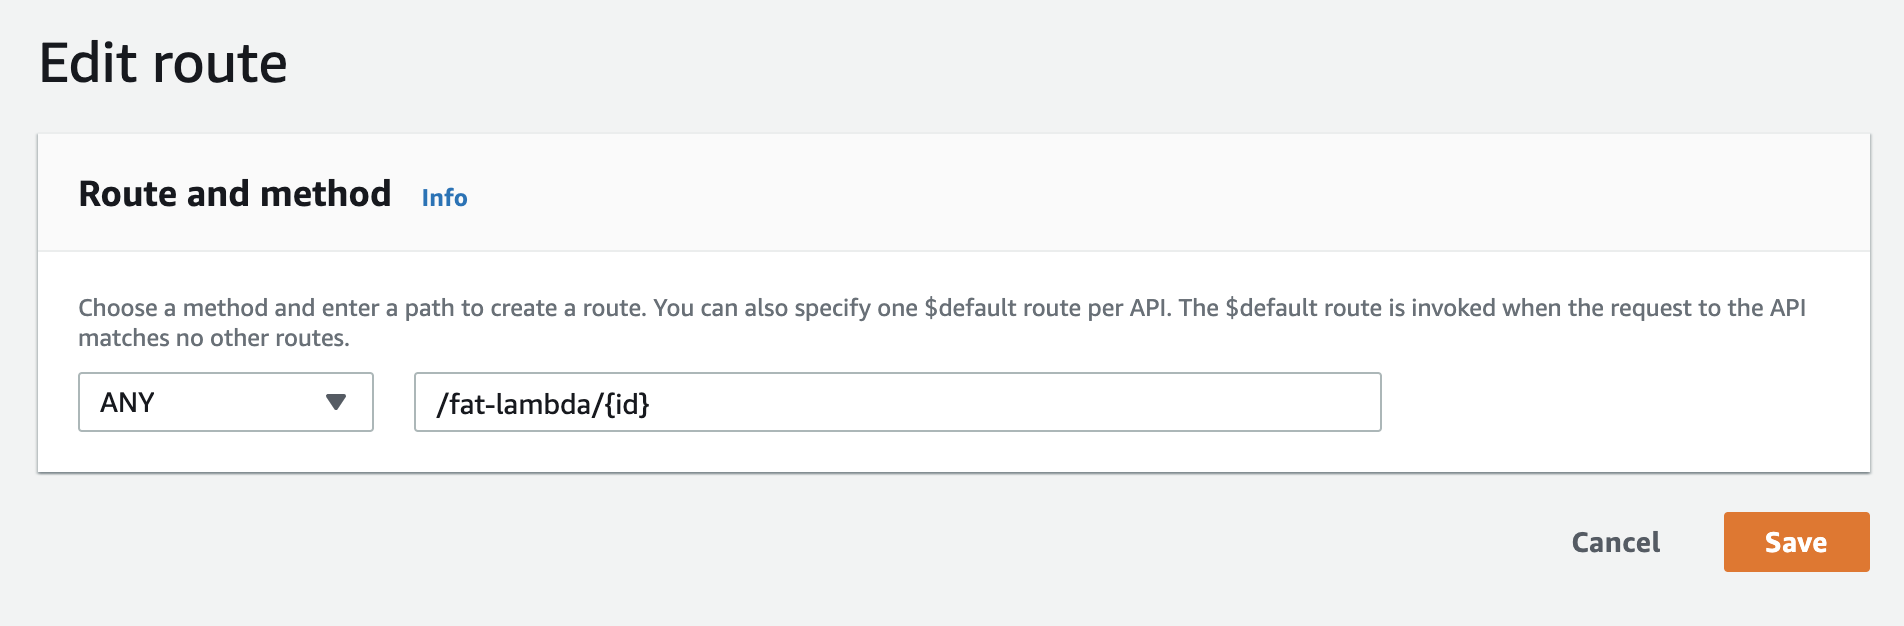 Edit route
Route and method Info
Choose a method and enter a path to create a route. You can also specify one $default route per API. The $default route is invoked when the request to the API
matches no other routes.
ANY /fat-lambda/{id}
Cancel Save